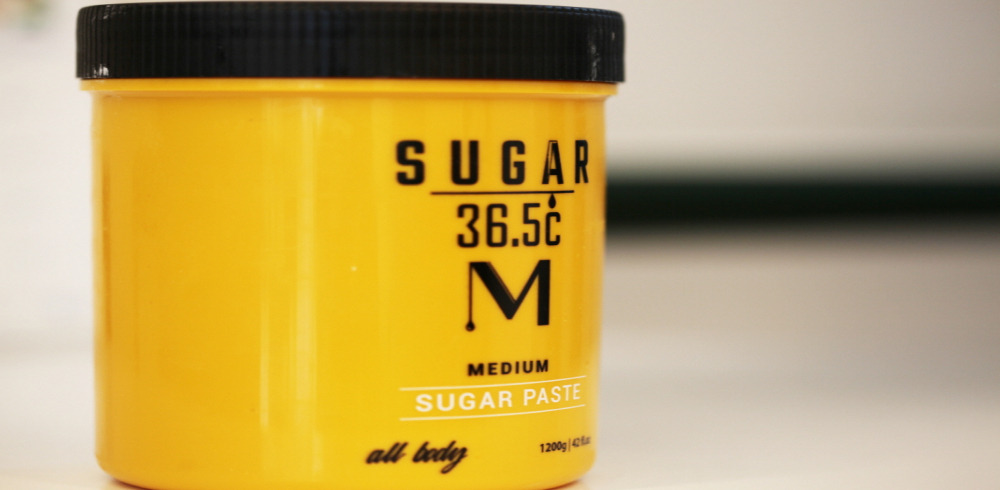 SUGAR
36.5c
M
MEDIUM
SUGAR PASTE
all body
1200g | 42 fl.oz